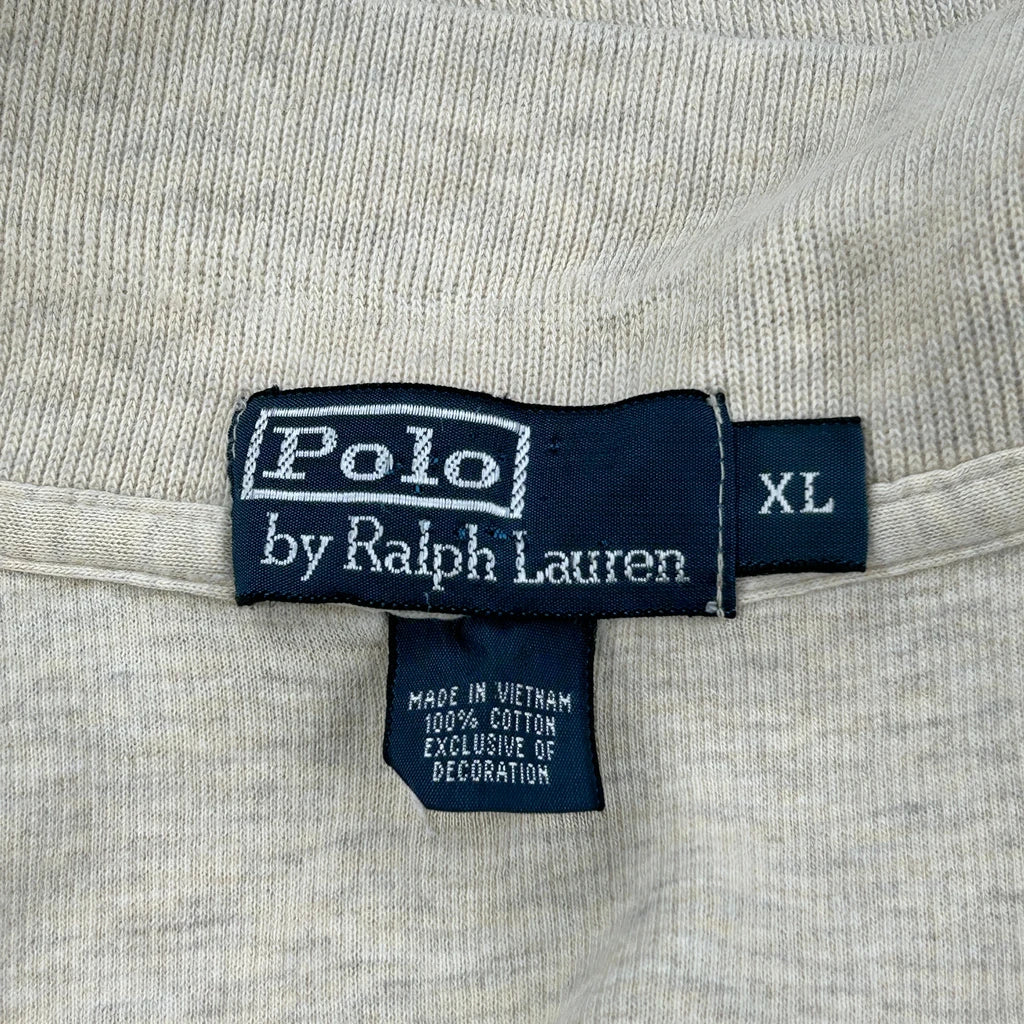 Polo
by Ralph Lauren
XL
MADE IN VIETNAM
100% COTTON
EXCLUSIVE OF
DECORATION